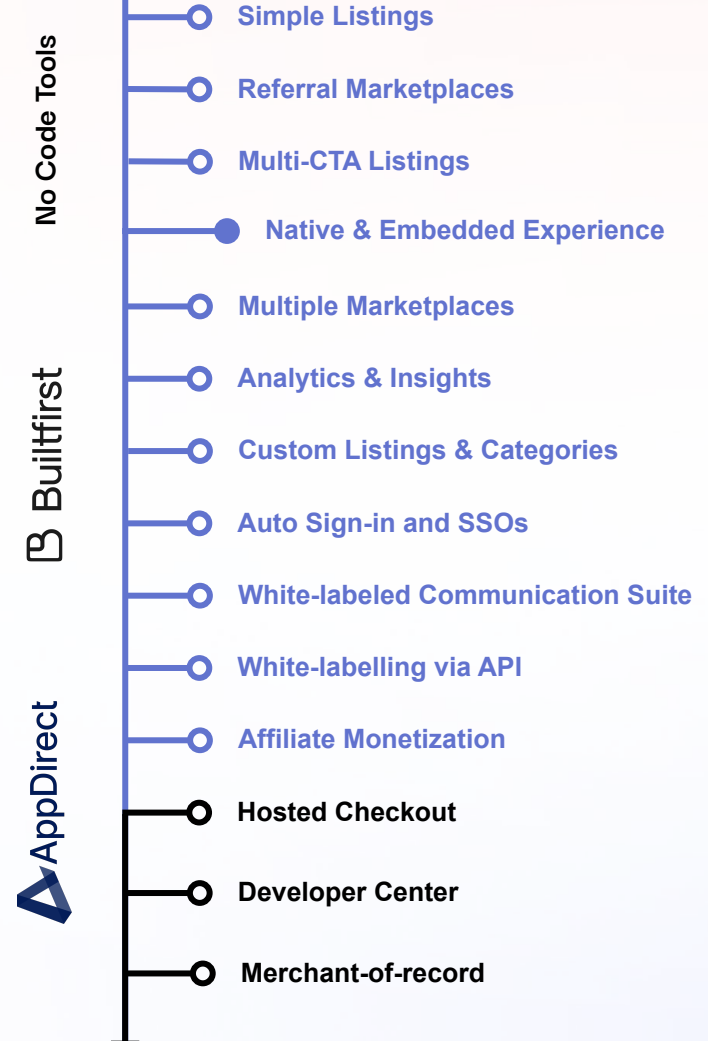 No Code Tools
Builtfirst
AppDirect
Simple Listings
Referral Marketplaces
Multi-CTA Listings
Native & Embedded Experience
Multiple Marketplaces
Analytics & Insights
Custom Listings & Categories
Auto Sign-in and SSOs
White-labeled Communication Suite
White-labelling via API
Affiliate Monetization
Hosted Checkout
Developer Center
Merchant-of-record